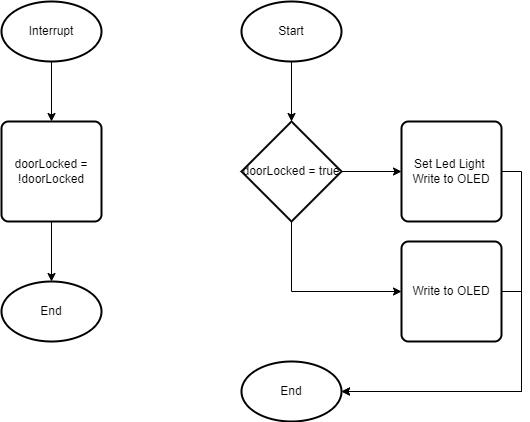 Interrupt
doorLocked =
!doorLocked
End
Start
doorLocked = true
Set Led Light
Write to OLED
Write to OLED
End